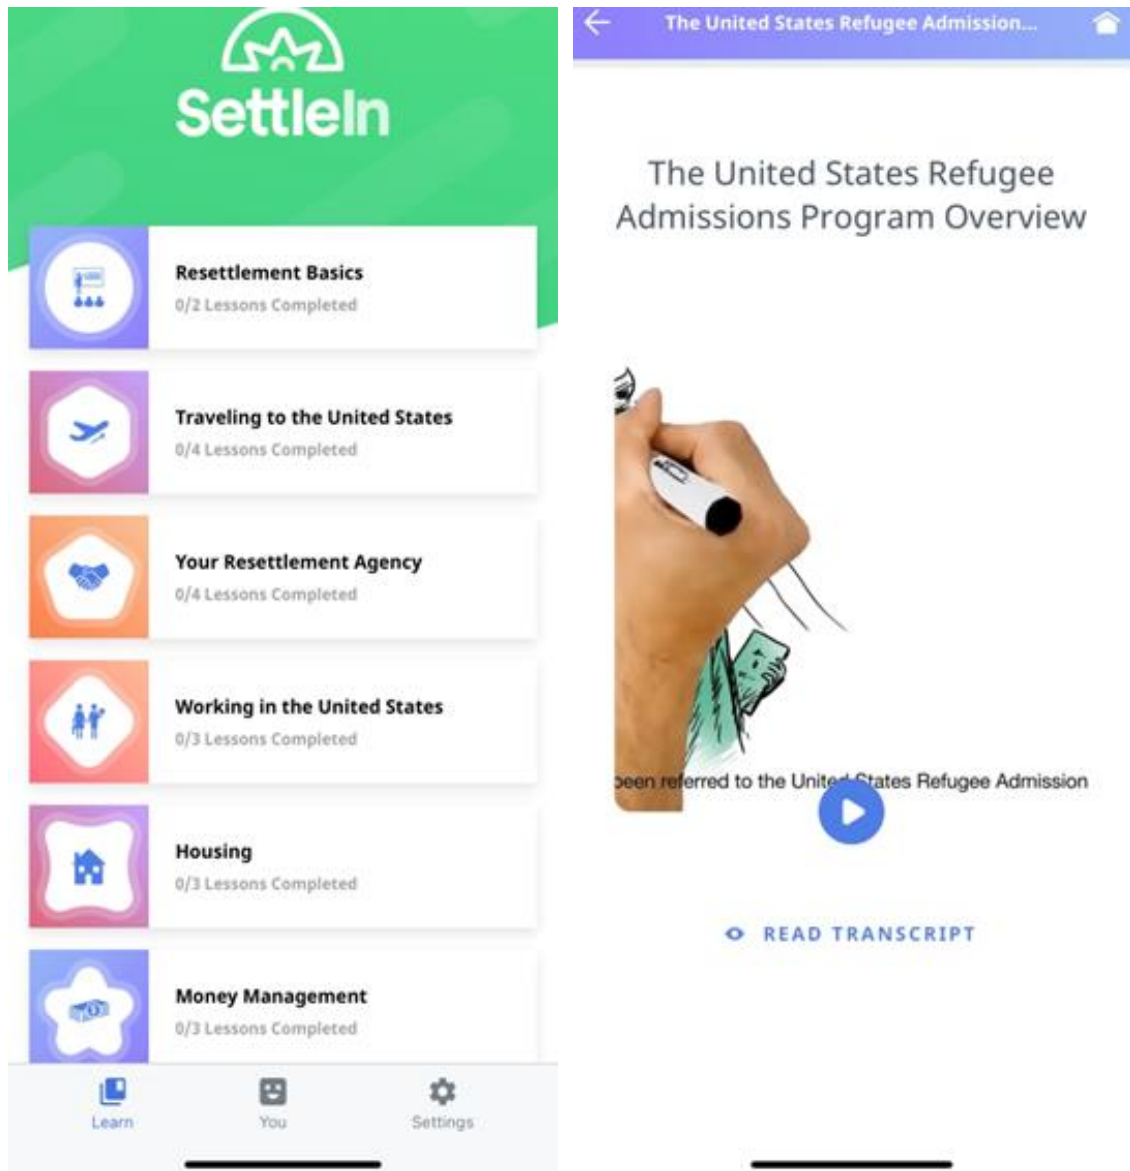 SettleIn
Resettlement Basics
0/2 Lessons Completed
Traveling to the United States
0/4 Lessons Completed
Your Resettlement Agency
0/4 Lessons Completed
Working in the United States
0/3 Lessons Completed
Housing
0/3 Lessons Completed
Money Management
0/3 Lessons Completed
Learn
You
Settings
The United States Refugee Admission...
The United States Refugee
Admissions Program Overview
been referred to the United States Refugee Admission
READ TRANSCRIPT